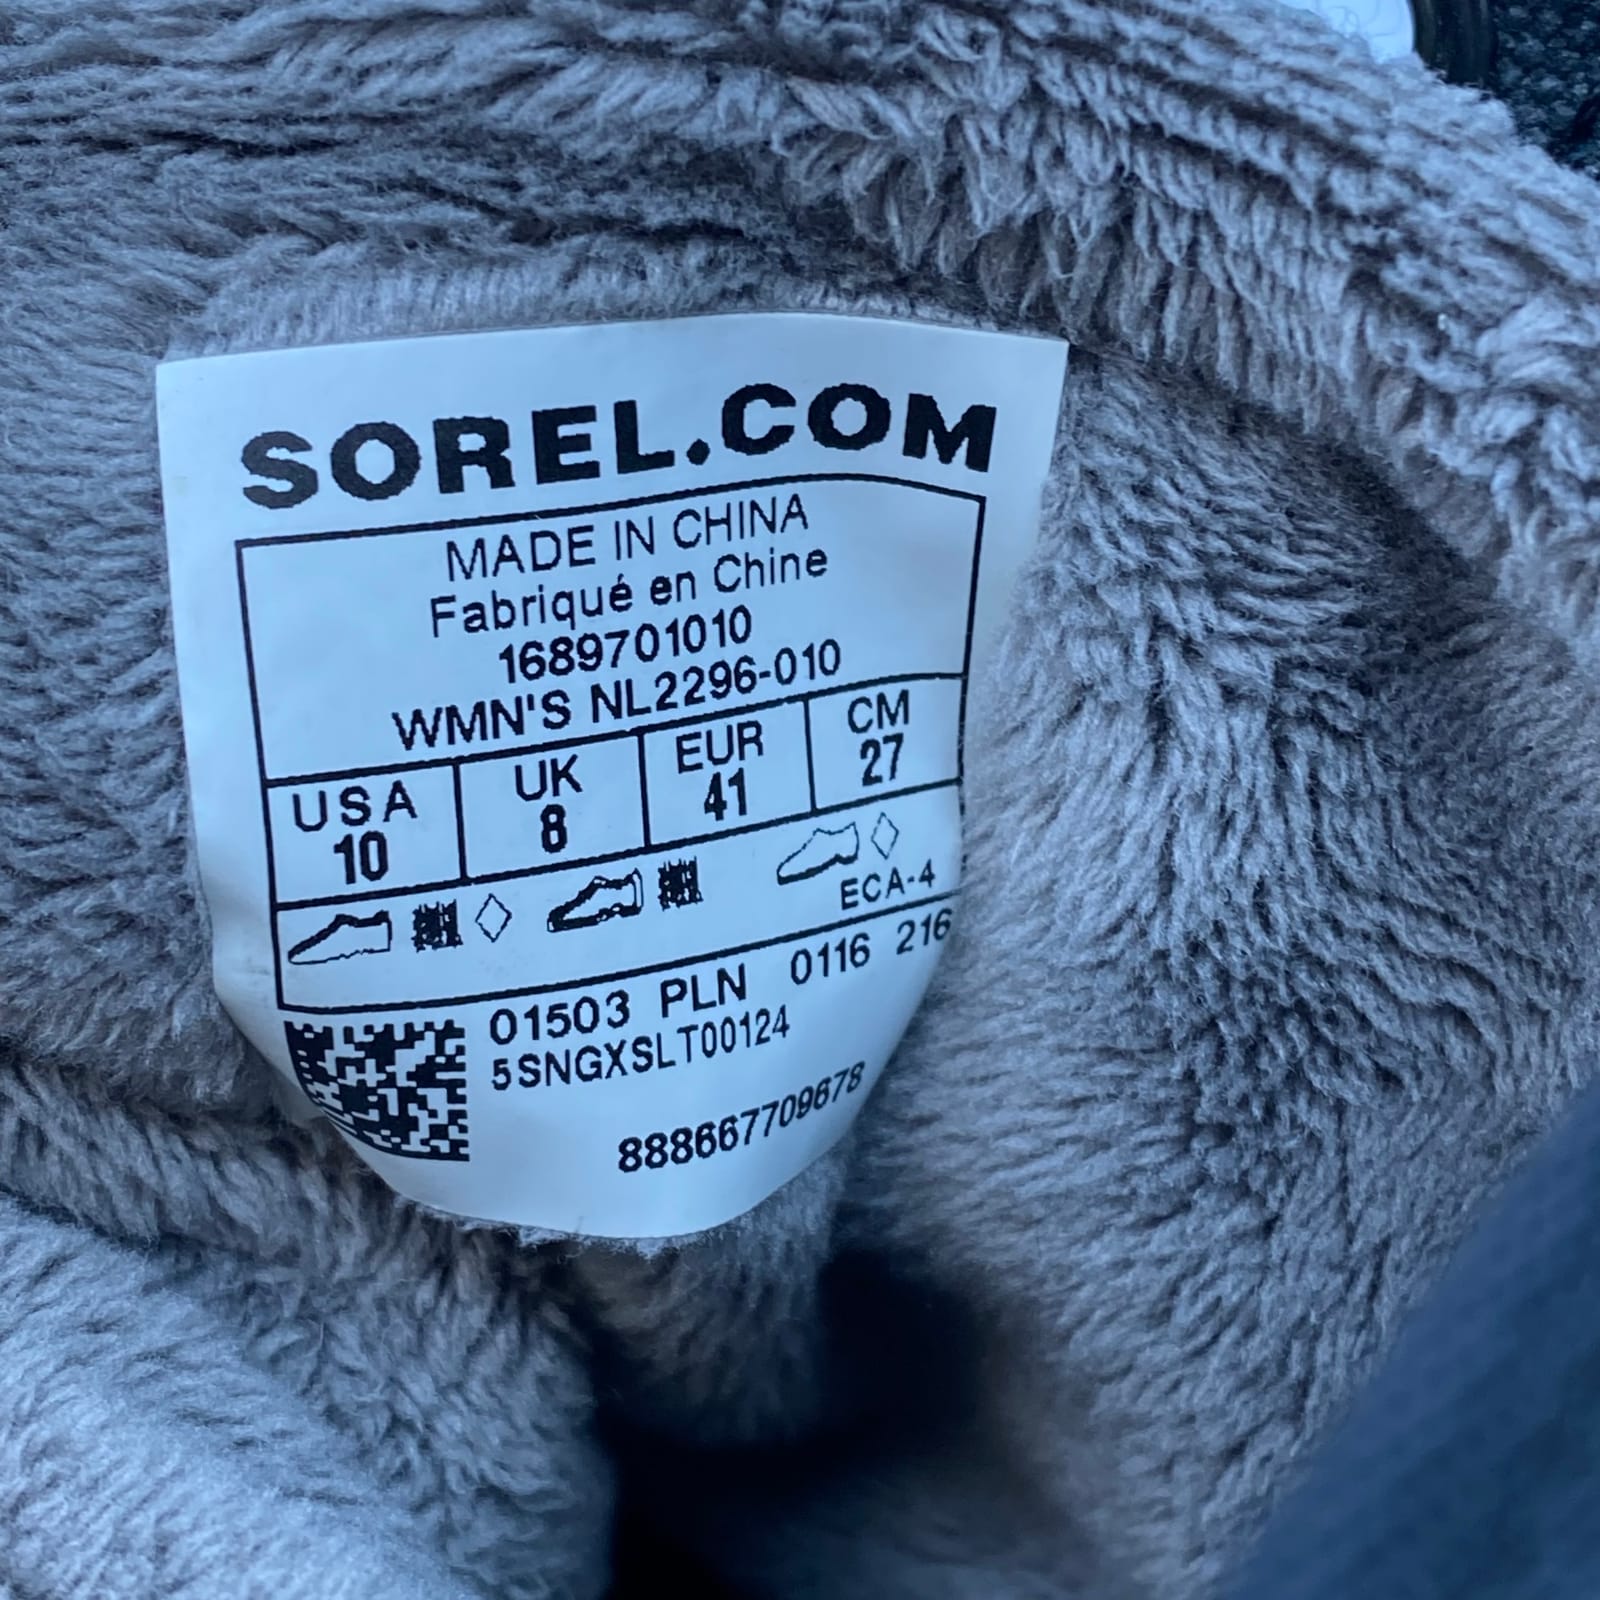 SOREL.COM
MADE IN CHINA
Fabriqué en Chine
1689701010
WMN'S NL2296-010
USA UK EUR CM
10 8 41 27
ECA-4
01503 PLN 0116 216
5SNGXSLT00124
888667709678